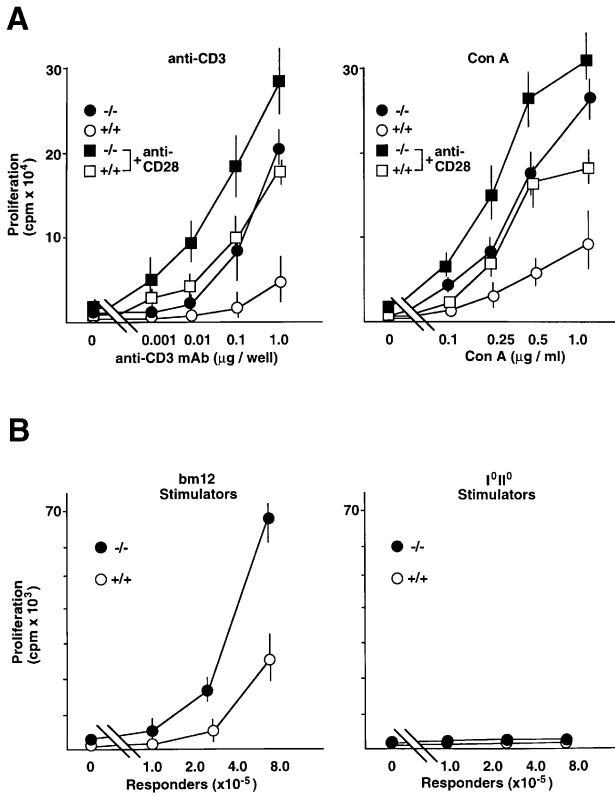 A
anti-CD3
30
20
10
Proliferation
(cpm x 10⁴)
-/-
+/+
-/-
+/+
+ anti-
CD28
0 0.001 0.01 0.1 1.0
anti-CD3 mAb (µg / well)
Con A
30
-/-
+/+
-/-
+/+
+ anti-
CD28
0 0.1 0.25 0.5 1.0
Con A (µg / ml)
B
bm12
Stimulators
70
Proliferation
(cpm x 10³)
-/-
+/+
0 1.0 2.0 4.0 8.0
Responders (x10⁻⁵)
I⁰II⁰
Stimulators
70
-/-
+/+
0 1.0 2.0 4.0 8.0
Responders (x10⁻⁵)